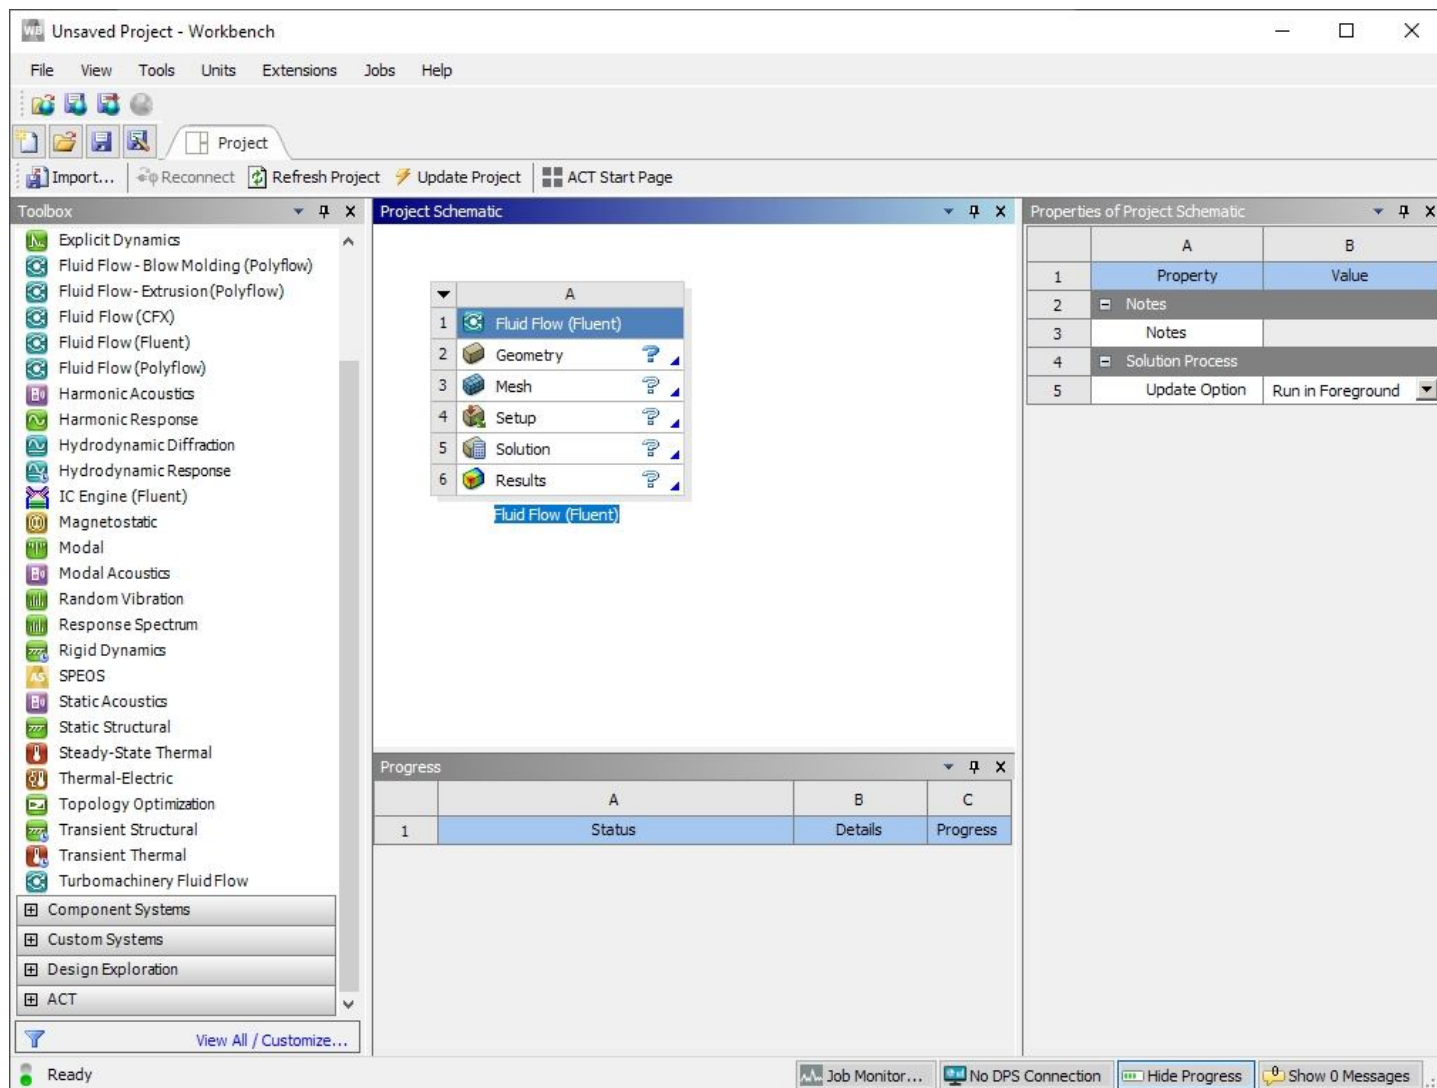 WB Unsaved Project - Workbench
File View Tools Units Extensions Jobs Help
Project
Import... Reconnect Refresh Project Update Project ACT Start Page
Toolbox
Explicit Dynamics
Fluid Flow - Blow Molding (Polyflow)
Fluid Flow- Extrusion (Polyflow)
Fluid Flow (CFX)
Fluid Flow (Fluent)
Fluid Flow (Polyflow)
Harmonic Acoustics
Harmonic Response
Hydrodynamic Diffraction
Hydrodynamic Response
IC Engine (Fluent)
Magnetostatic
Modal
Modal Acoustics
Random Vibration
Response Spectrum
Rigid Dynamics
AS SPEOS
Static Acoustics
Static Structural
Steady-State Thermal
Thermal-Electric
Topology Optimization
Transient Structural
Transient Thermal
Turbomachinery Fluid Flow
Component Systems
Custom Systems
Design Exploration
ACT
View All / Customize...
Project Schematic
A
1 Fluid Flow (Fluent)
2 Geometry ?
3 Mesh ?
4 Setup ?
5 Solution ?
6 Results ?
Fluid Flow (Fluent)
Progress
A B C
1 Status Details Progress
Properties of Project Schematic
A B
1 Property Value
2 Notes
3 Notes
4 Solution Process
5 Update Option Run in Foreground
Ready Job Monitor... No DPS Connection Hide Progress 0 Show 0 Messages